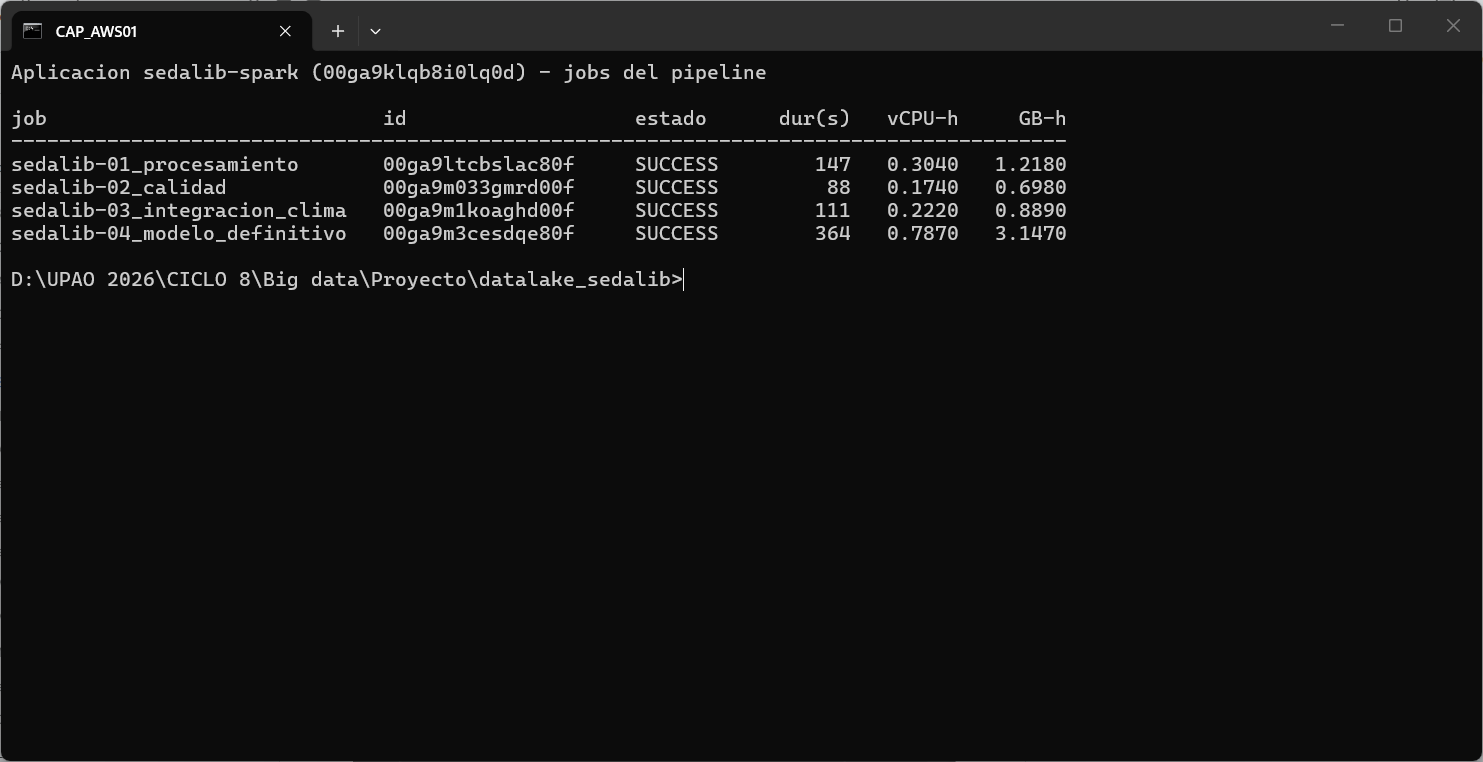 CAP_AWS01
Aplicacion sedalib-spark (00ga9klqb8i0lq0d) - jobs del pipeline
job id estado dur(s) vCPU-h GB-h
----------------------------------------------------------------------------------------
sedalib-01_procesamiento 00ga9ltcbslac80f SUCCESS 147 0.3040 1.2180
sedalib-02_calidad 00ga9m033gmrd00f SUCCESS 88 0.1740 0.6980
sedalib-03_integracion_clima 00ga9m1koaghd00f SUCCESS 111 0.2220 0.8890
sedalib-04_modelo_definitivo 00ga9m3cesdqe80f SUCCESS 364 0.7870 3.1470
D:\UPAO 2026\CICLO 8\Big data\Proyecto\datalake_sedalib>